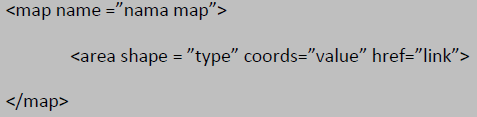 <map name =”nama map”>
<area shape = ”type” coords=”value” href=”link”>
</map>